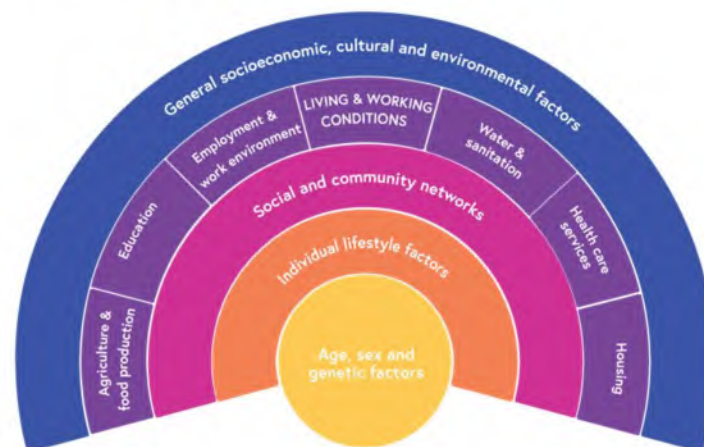 General socioeconomic, cultural and environmental factors
Agriculture &
food production
Education
Employment &
work environment
LIVING & WORKING
CONDITIONS
Water &
sanitation
Health care
services
Housing
Social and community networks
Individual lifestyle factors
Age, sex and
genetic factors